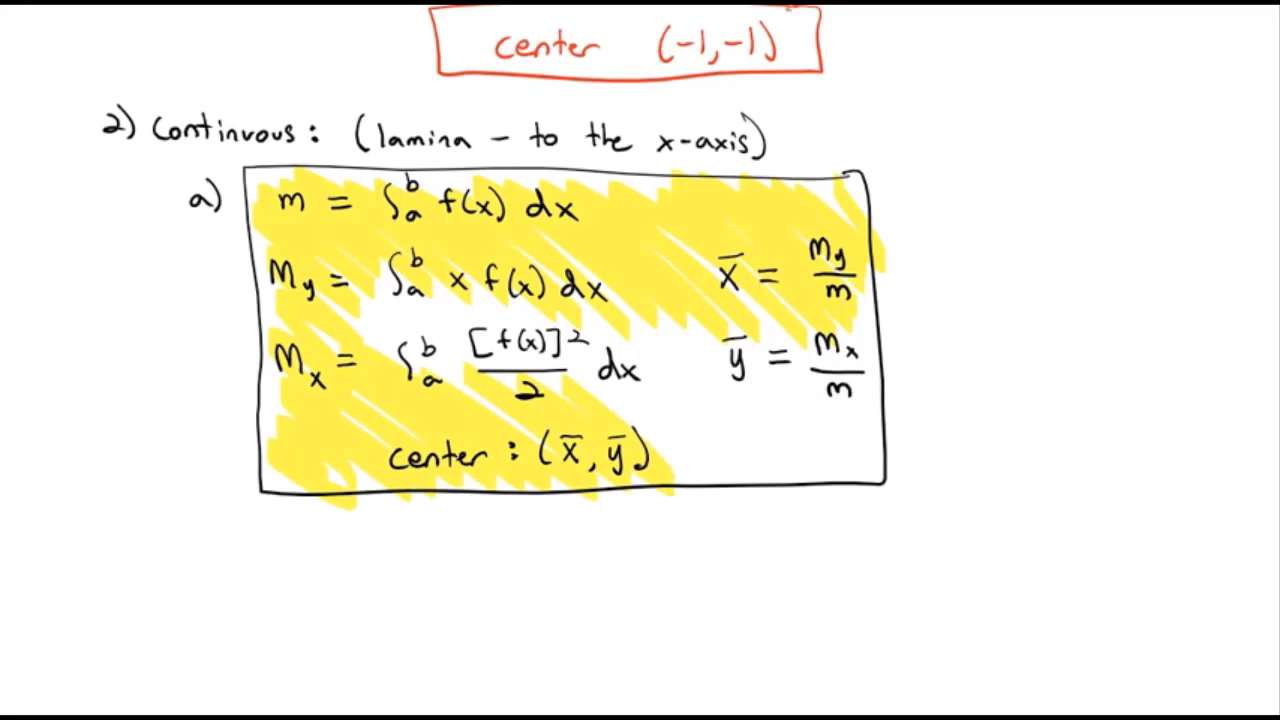 center (-1,-1)
2) Continuous: (lamina - to the x-axis)
a) m = ∫ₐᵇ f(x) dx
My = ∫ₐᵇ x f(x) dx x̄ = My/m
Mx = ∫ₐᵇ [f(x)]²/2 dx ȳ = Mx/m
center : (x̄, ȳ)